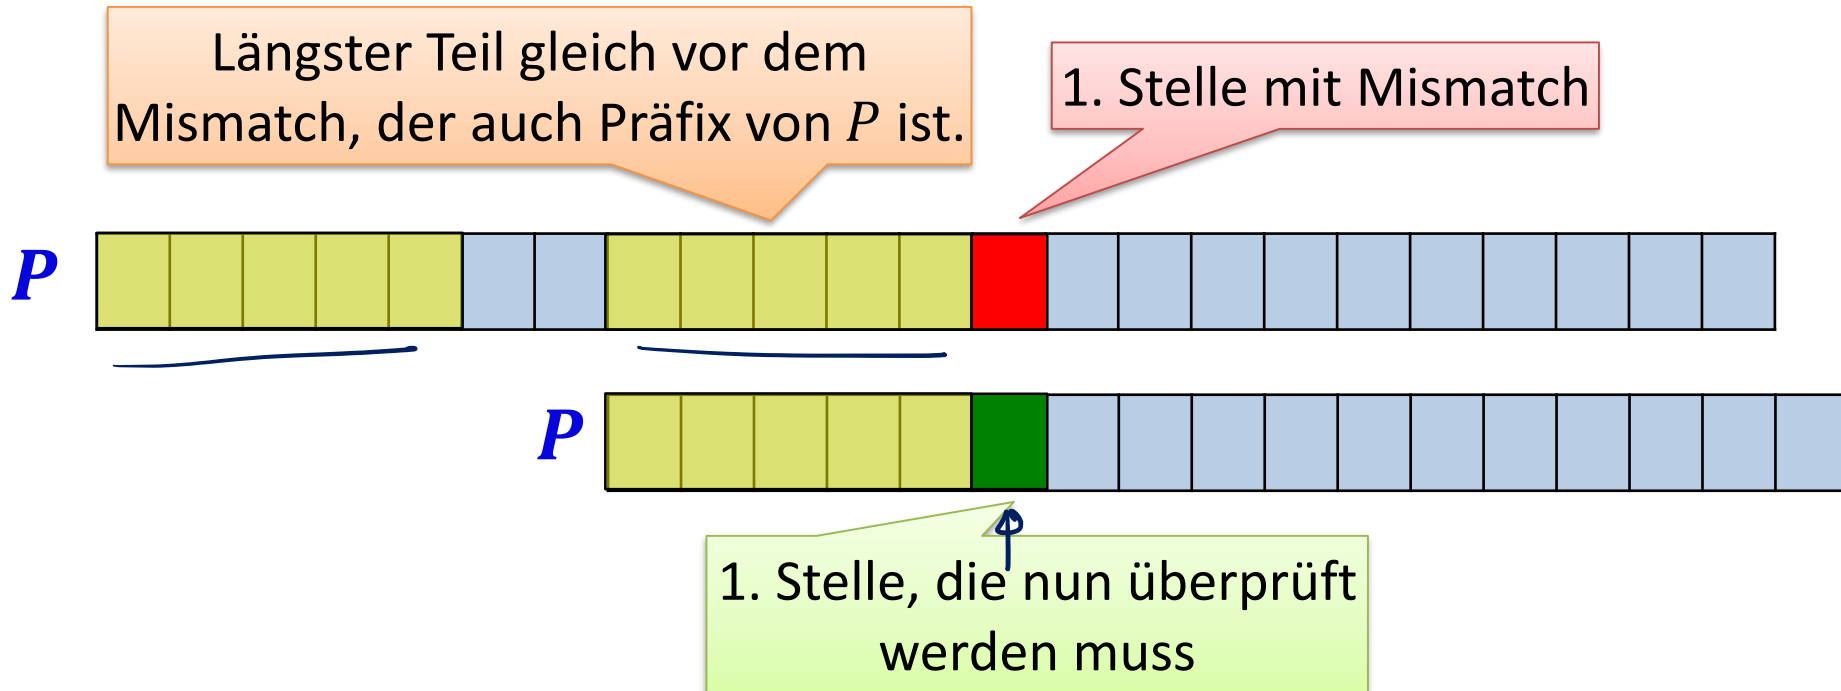 Längster Teil gleich vor dem
Mismatch, der auch Präfix von P ist.
1. Stelle mit Mismatch
P
P
1. Stelle, die nun überprüft
werden muss